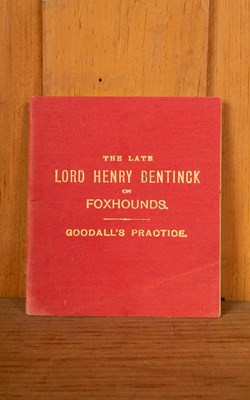 THE LATE
LORD HENRY BENTINCK
ON
FOXHOUNDS.
GOODALL'S PRACTICE.